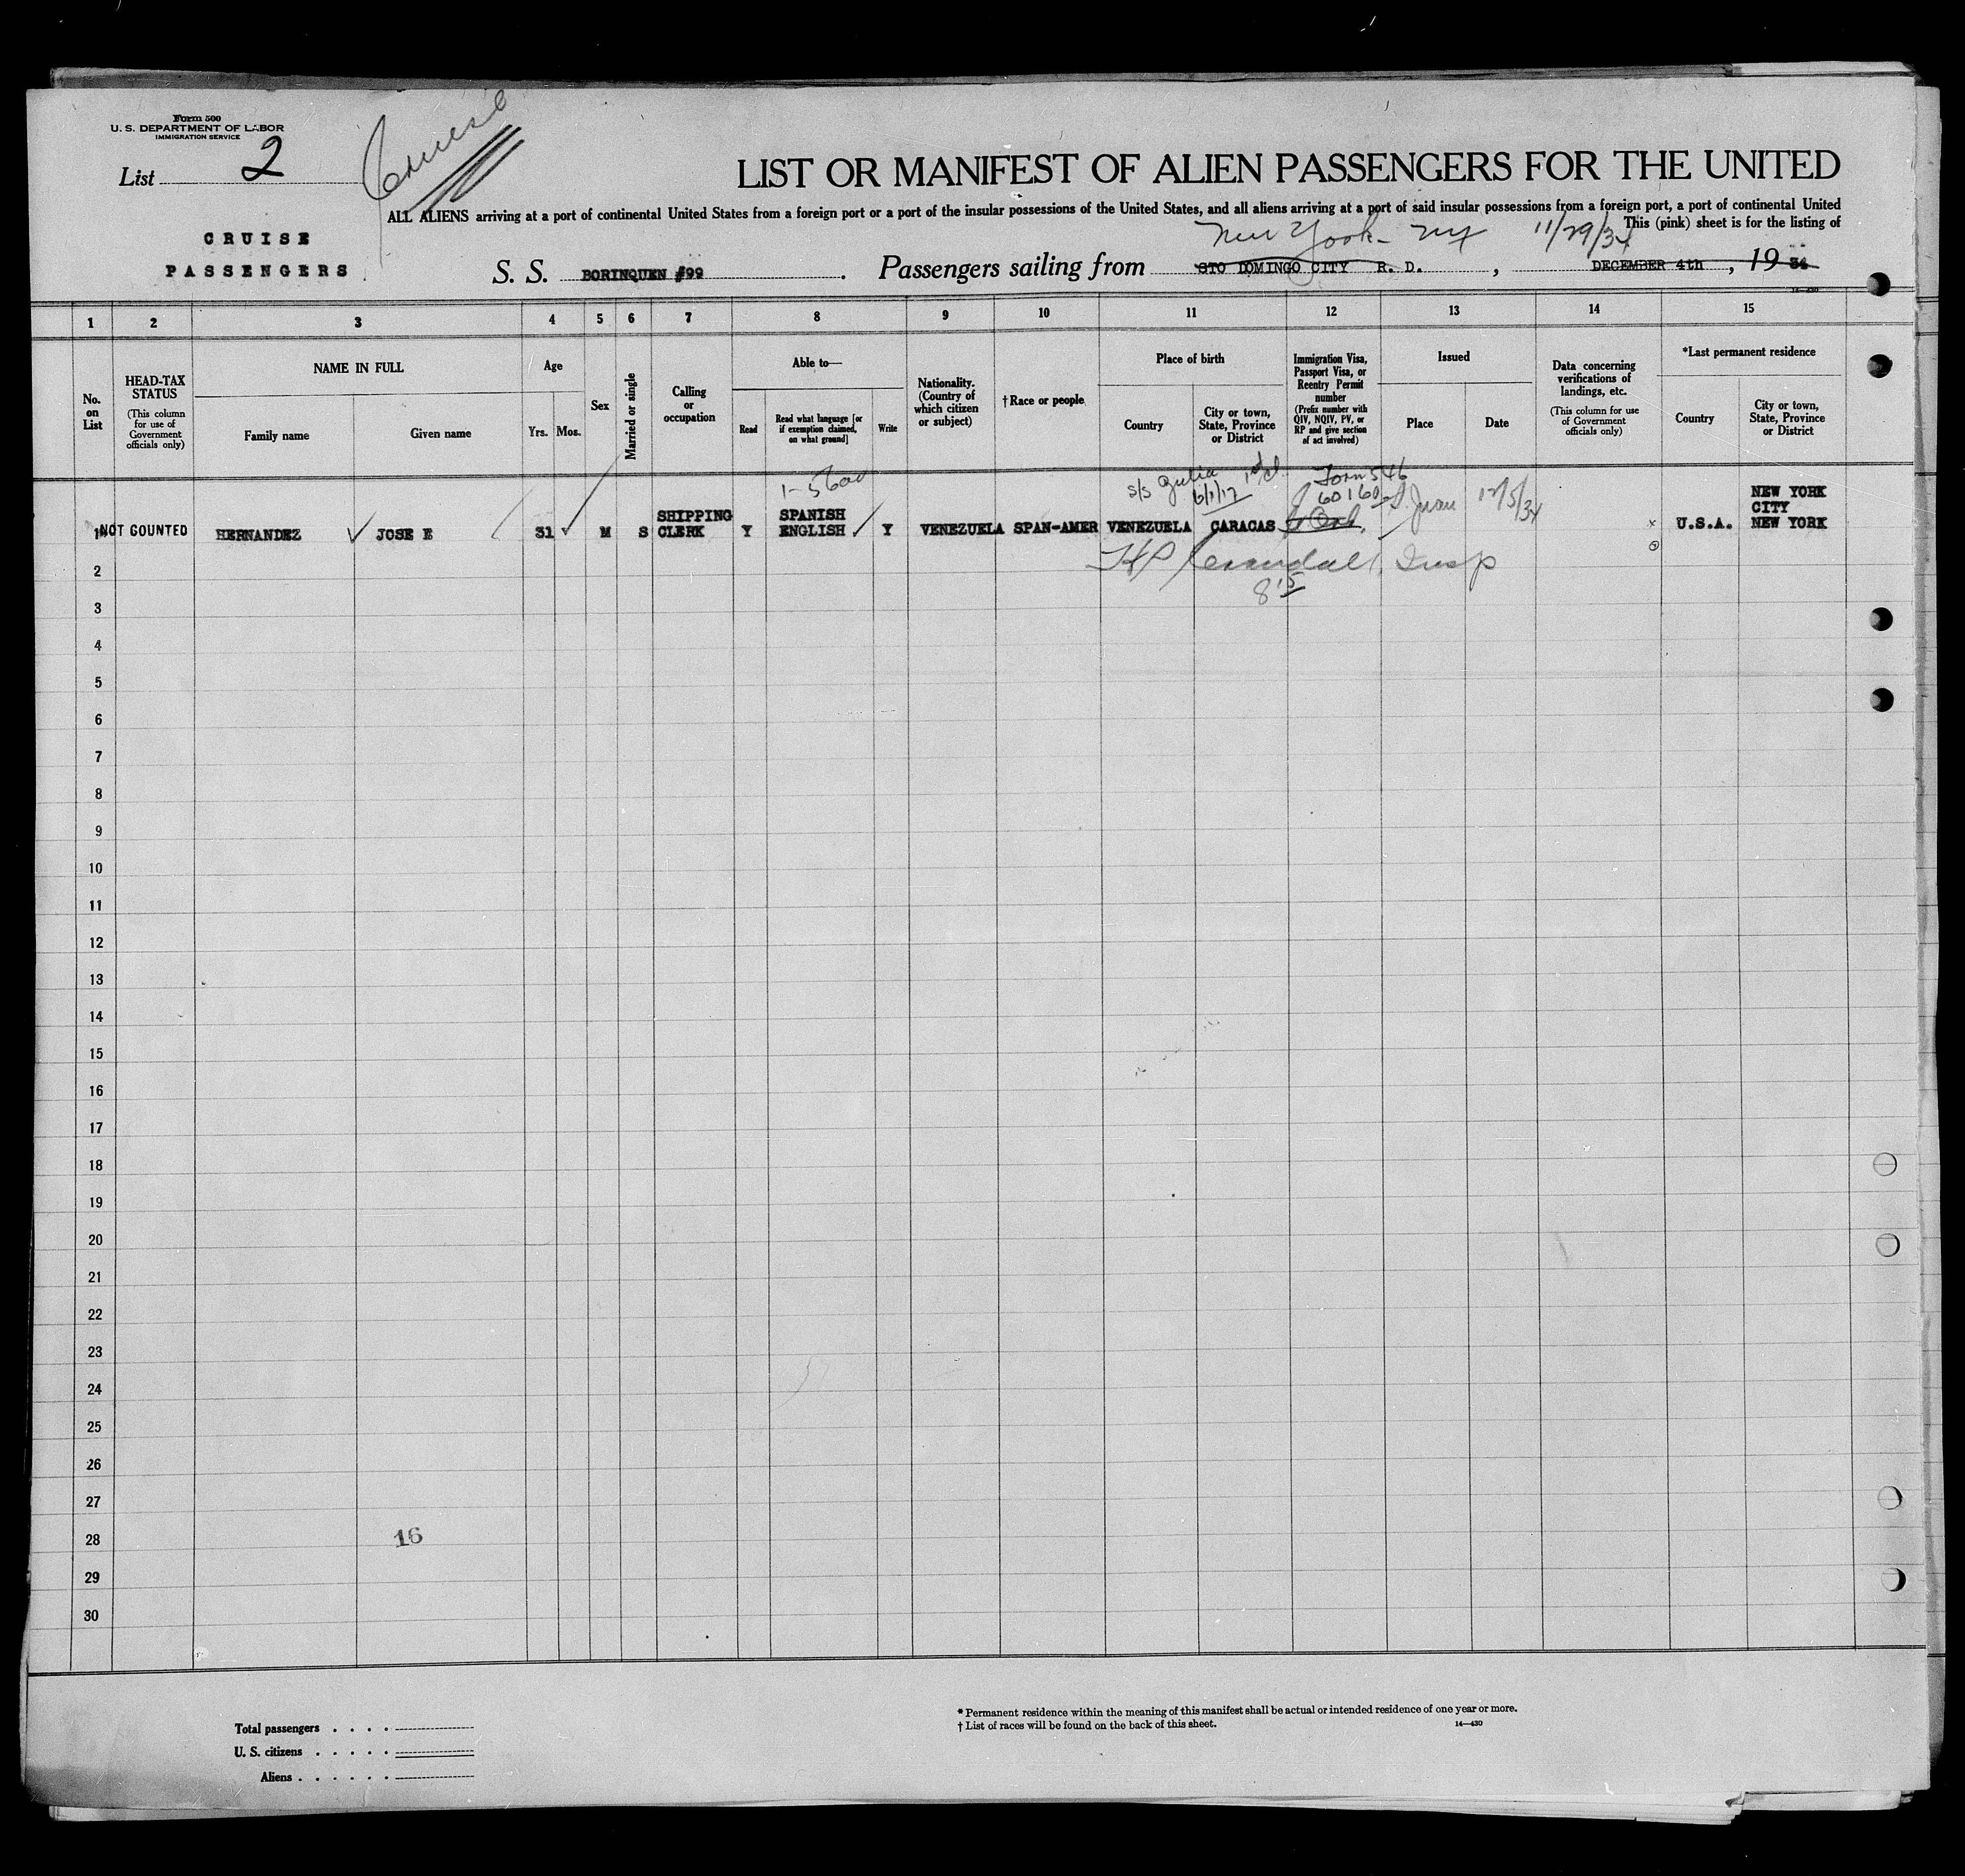 Form 500
U. S. DEPARTMENT OF LABOR
IMMIGRATION SERVICE
List 2
Cruise
LIST OR MANIFEST OF ALIEN PASSENGERS FOR THE UNITED
ALL ALIENS arriving at a port of continental United States from a foreign port or a port of the insular possessions of the United States, and all aliens arriving at a port of said insular possessions from a foreign port, a port of continental United
This (pink) sheet is for the listing of
CRUISE
PASSENGERS
New York - NY 11/29/34
S. S. BORINQUEN #99. Passengers sailing from STO DOMINGO CITY R. D., DECEMBER 4th, 1934
1 2 3 4 5 6 7 8 9 10 11 12 13 14 15
No. on List
HEAD-TAX STATUS
(This column for use of Government officials only)
NAME IN FULL
Family name
Given name
Age
Yrs.
Mos.
Sex
Married or single
Calling or occupation
Able to—
Read
Read what language [or if exemption claimed, on what ground]
Write
Nationality. (Country of which citizen or subject)
†Race or people
Place of birth
Country
City or town, State, Province or District
Immigration Visa, Passport Visa, or Reentry Permit number
(Prefix number with QIV, NQIV, PV, or RP and give section of act involved)
Issued
Place
Date
Data concerning verifications of landings, etc.
(This column for use of Government officials only)
*Last permanent residence
Country
City or town, State, Province or District
s/s Zulia
6/1/17
Form 546
60160
S. Juan 12/5/34
1 NOT COUNTED HERNANDEZ JOSE E 31 M S SHIPPING CLERK Y SPANISH ENGLISH Y VENEZUELA SPAN-AMER VENEZUELA CARACAS U.S.A. NEW YORK CITY NEW YORK
Crandall, Insp
8 15
2
3
4
5
6
7
8
9
10
11
12
13
14
15
16
17
18
19
20
21
22
23
24
25
26
27
28 16
29
30
Total passengers . . . .
U. S. citizens . . . . .
Aliens . . . . . .
* Permanent residence within the meaning of this manifest shall be actual or intended residence of one year or more.
† List of races will be found on the back of this sheet.
14—430